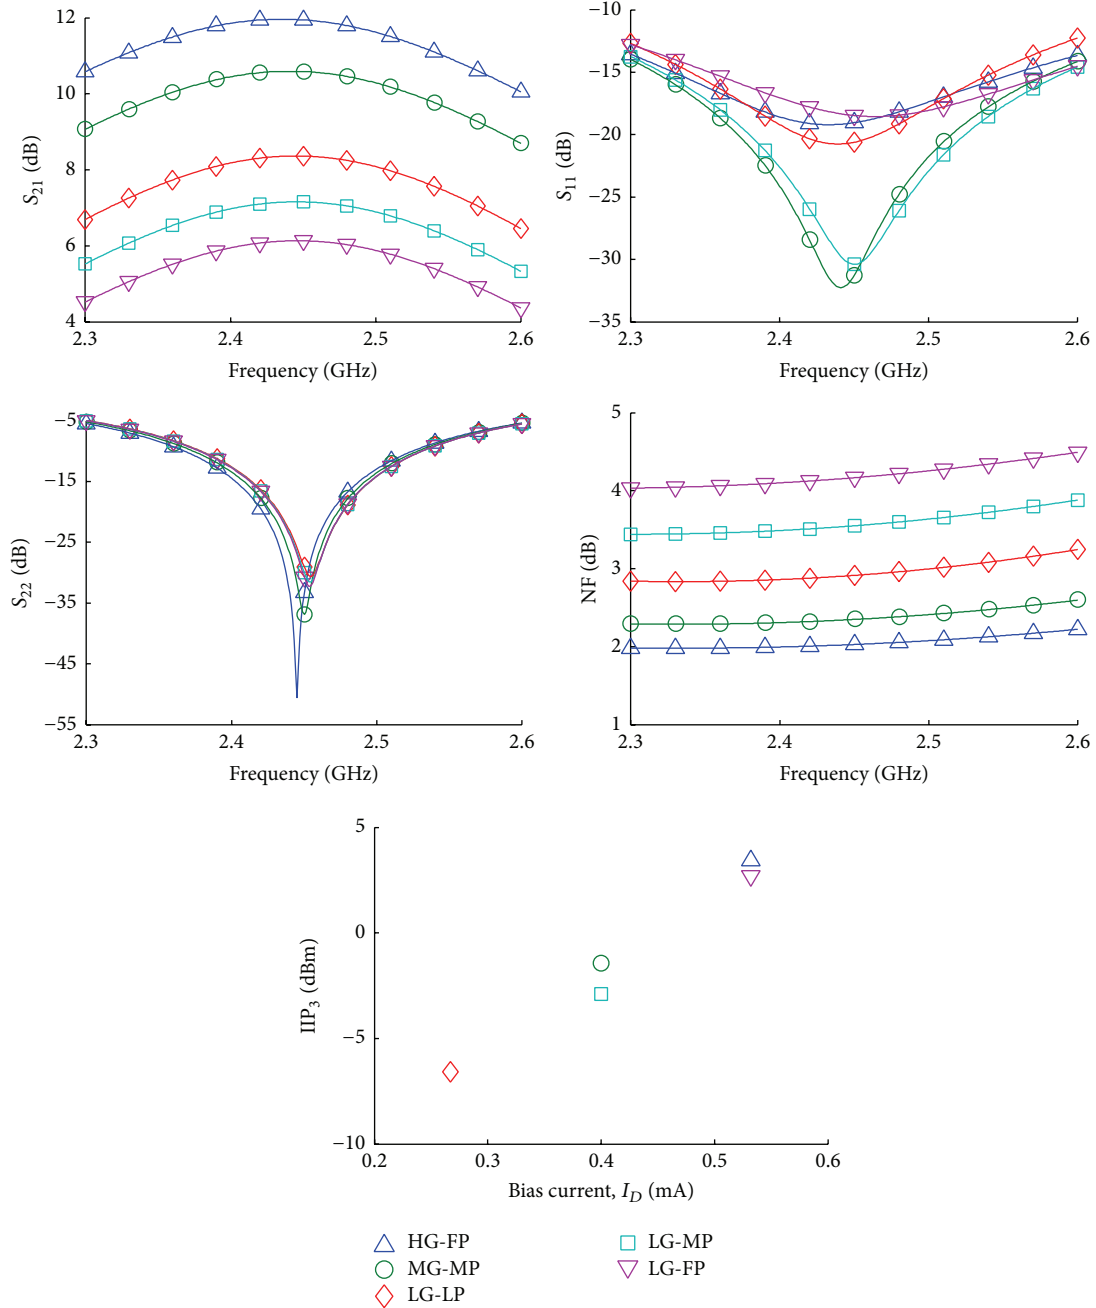 12
10
8
6
4
S21 (dB)
2.3 2.4 2.5 2.6
Frequency (GHz)
−10
−15
−20
−25
−30
−35
S11 (dB)
2.3 2.4 2.5 2.6
Frequency (GHz)
−5
−15
−25
−35
−45
−55
S22 (dB)
2.3 2.4 2.5 2.6
Frequency (GHz)
5
4
3
2
1
NF (dB)
2.3 2.4 2.5 2.6
Frequency (GHz)
5
0
−5
−10
IIP3 (dBm)
0.2 0.3 0.4 0.5 0.6
Bias current, ID (mA)
HG-FP
MG-MP
LG-LP
LG-MP
LG-FP